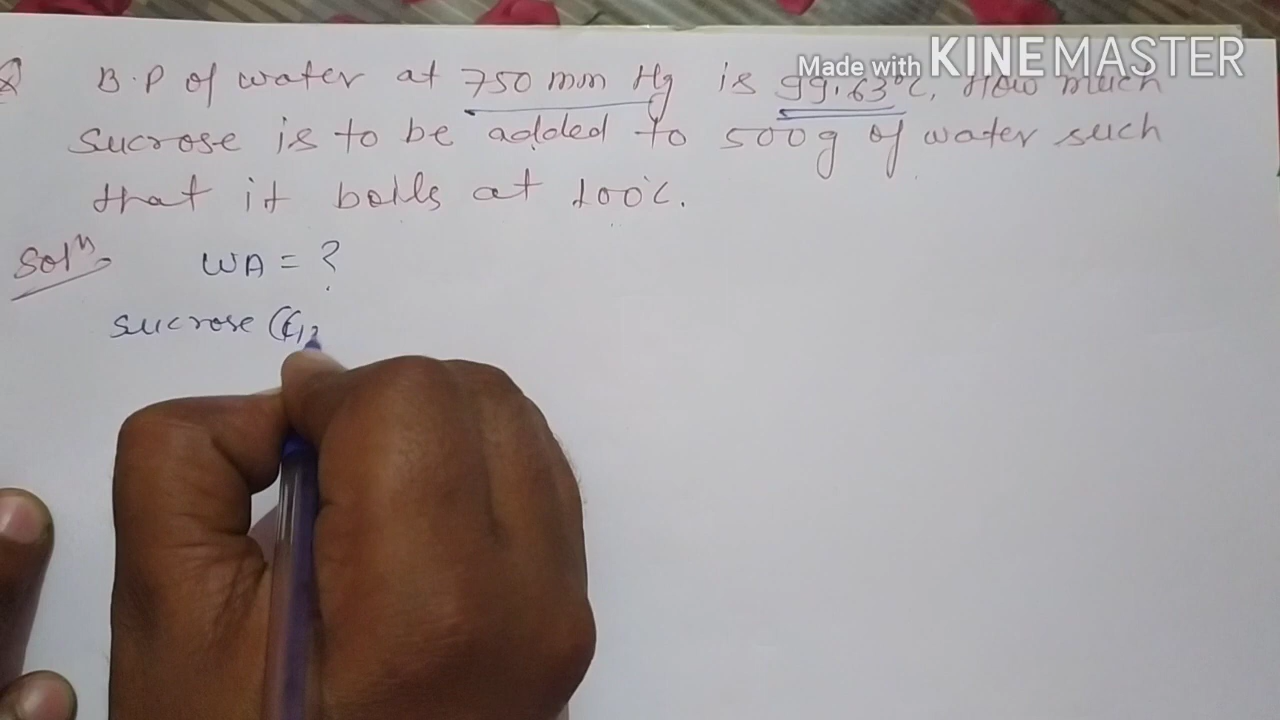 Made with KINEMASTER
Q B.P of water at 750 mm Hg is 99.63°C. How much
sucrose is to be added to 500g of water such
that it boils at 100°C.
Solⁿ WA = ?
sucrose (C12